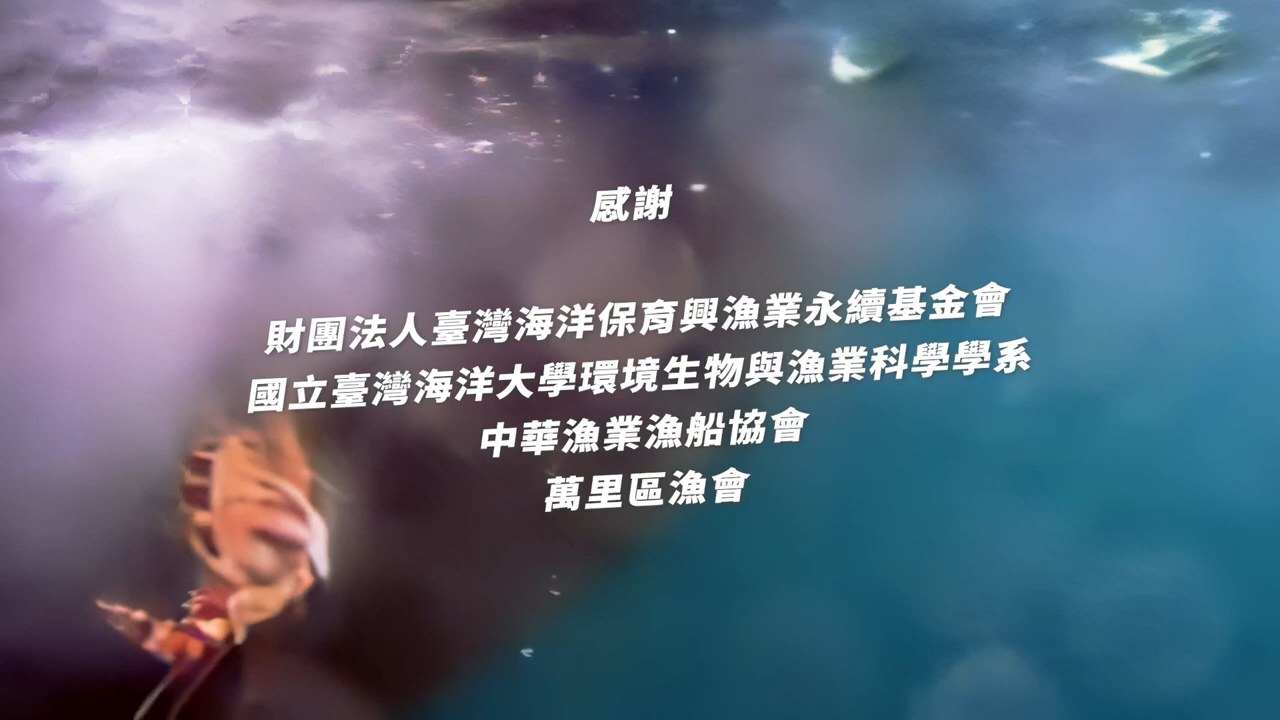 感謝
財團法人臺灣海洋保育與漁業永續基金會
國立臺灣海洋大學環境生物與漁業科學學系
中華漁業漁船協會
萬里區漁會